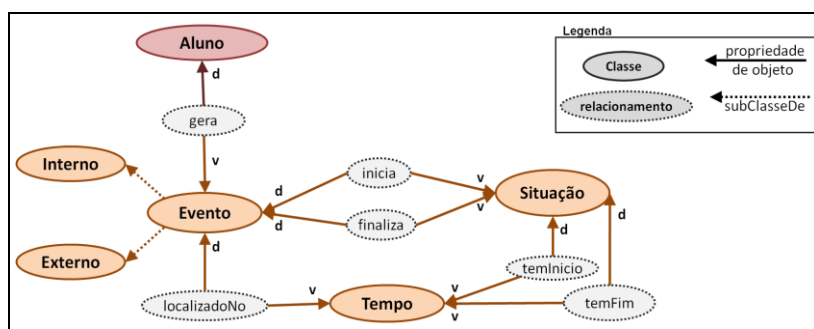 Legenda
Aluno
Classe
propriedade
de objeto
d
relacionamento
subClasseDe
gera
v
Interno
inicia
v
d
Situação
Evento
d
finaliza
v
d
d
d
Externo
temInicio
v
localizadoNo
v
Tempo
temFim
v